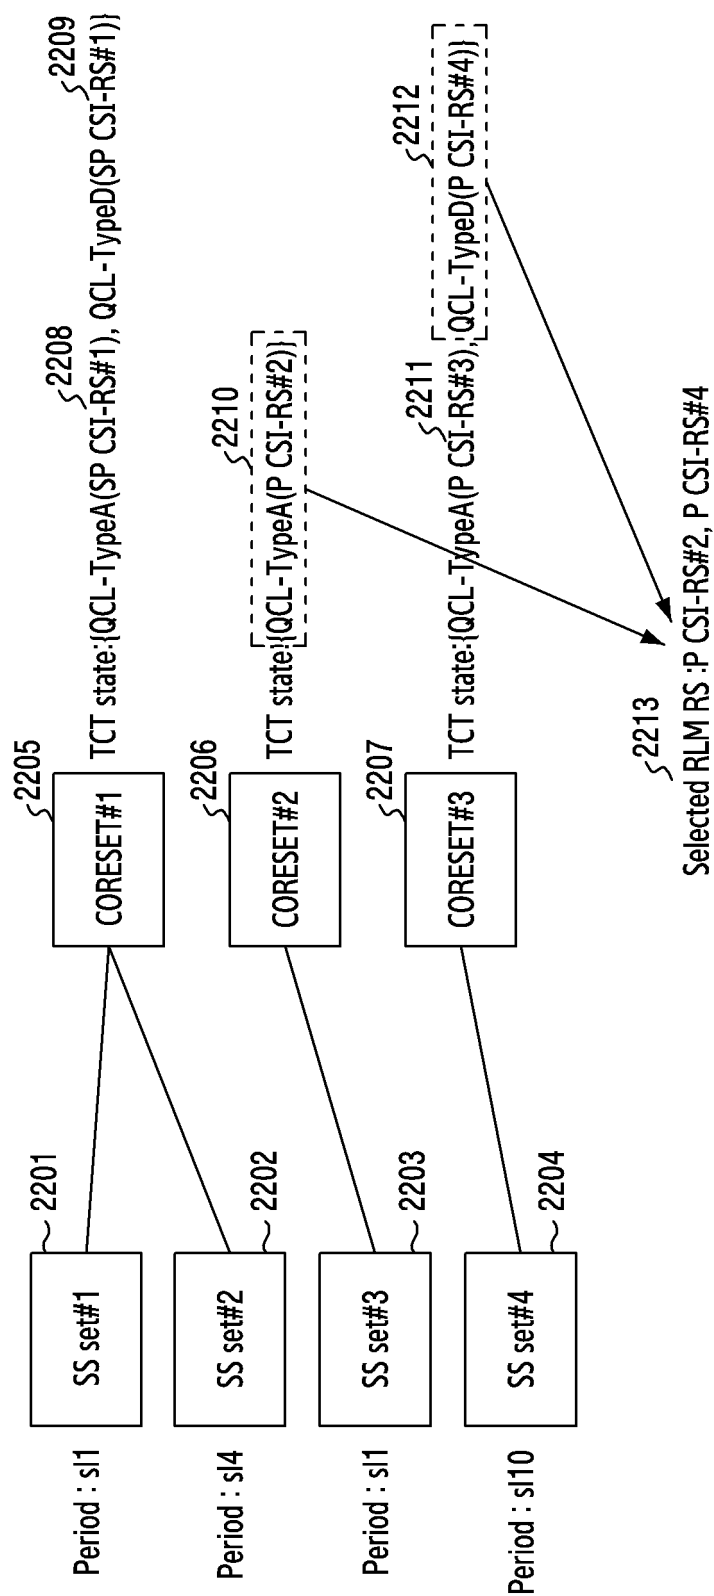 Period : sl1
SS set#1
2201
CORESET#1
2205
TCT state:{QCL-TypeA(SP CSI-RS#1), QCL-TypeD(SP CSI-RS#1)}
2208
2209
Period : sl4
SS set#2
2202
CORESET#2
2206
TCT state:{QCL-TypeA(P CSI-RS#2)}
2210
Period : sl1
SS set#3
2203
CORESET#3
2207
TCT state:{QCL-TypeA(P CSI-RS#3), QCL-TypeD(P CSI-RS#4)}
2211
2212
Period : sl10
SS set#4
2204
2213
Selected RLM RS :P CSI-RS#2, P CSI-RS#4